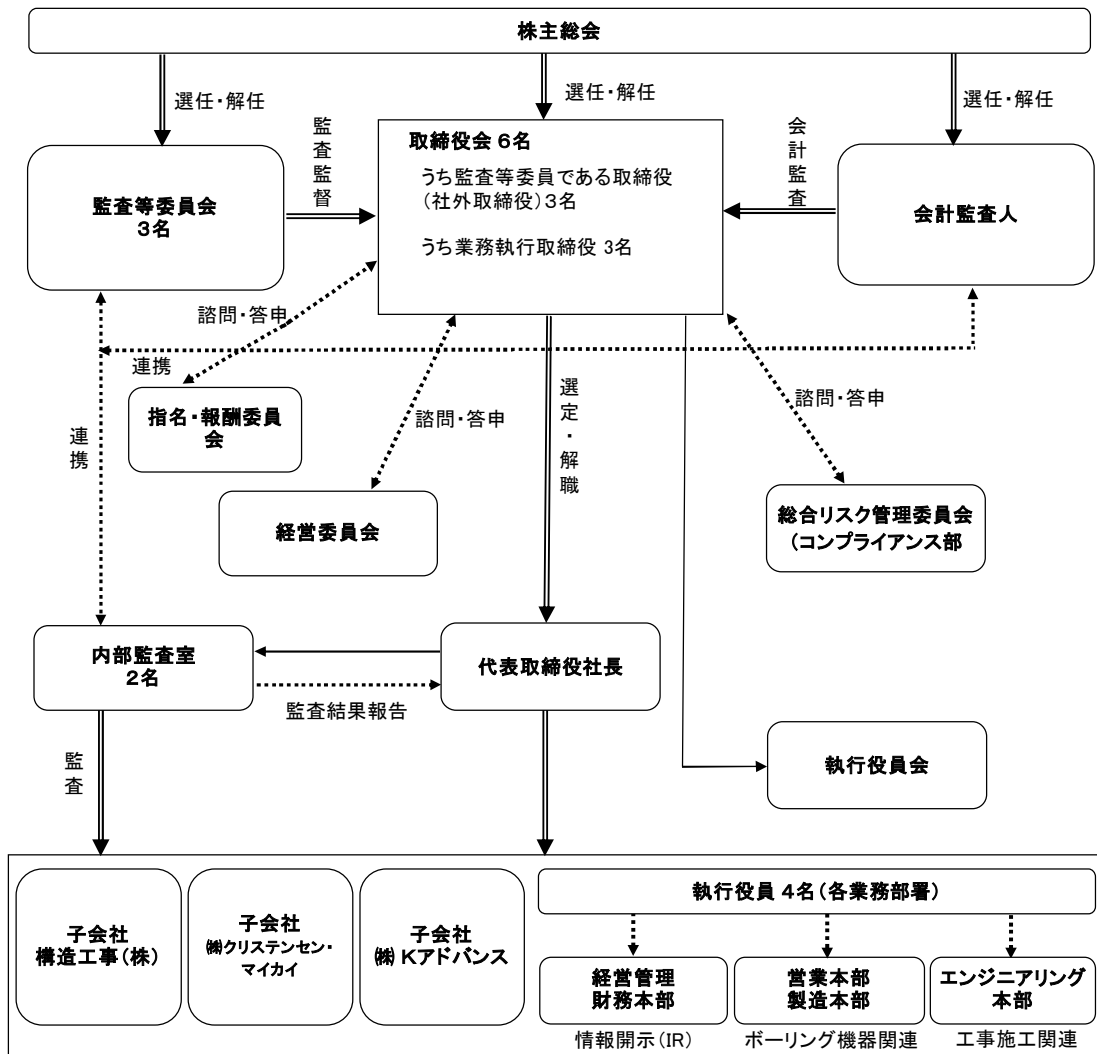 株主総会
選任・解任
選任・解任
選任・解任
監査等委員会
3名
監査監督
取締役会 6名
うち監査等委員である取締役
(社外取締役)3名
うち業務執行取締役 3名
会計監査
会計監査人
諮問・答申
連携
連携
指名・報酬委員
会
諮問・答申
経営委員会
選定・解職
諮問・答申
総合リスク管理委員会
(コンプライアンス部
内部監査室
2名
監査結果報告
代表取締役社長
監査
執行役員会
子会社
構造工事(株)
子会社
㈱クリステンセン・
マイカイ
子会社
㈱ Kアドバンス
執行役員 4名(各業務部署)
経営管理
財務本部
情報開示(IR)
営業本部
製造本部
ボーリング機器関連
エンジニアリング
本部
工事施工関連